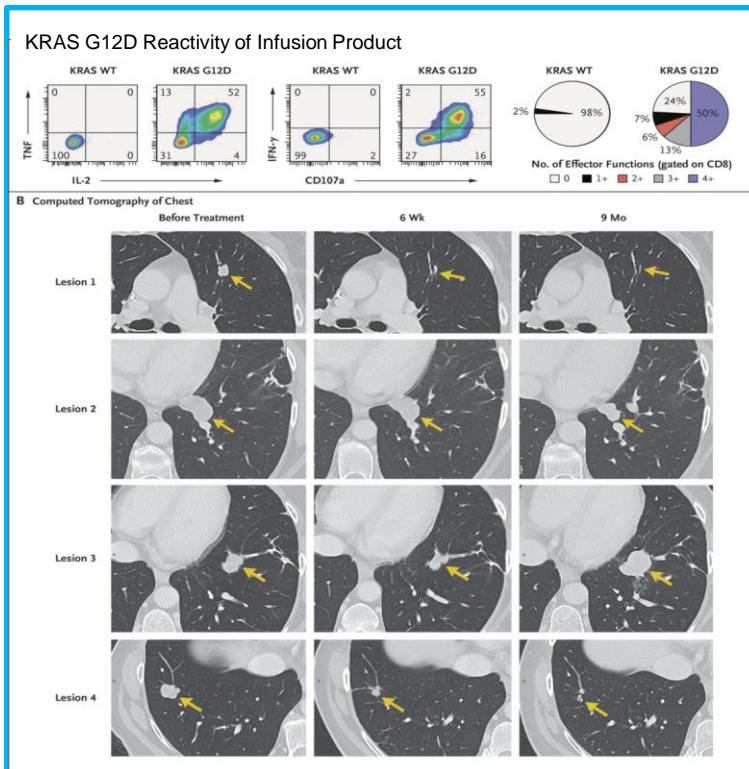 KRAS G12D Reactivity of Infusion Product
KRAS WT KRAS G12D KRAS WT KRAS G12D KRAS WT KRAS G12D
TNF
0 0
100 0
13 52
31 4
IL-2
IFN-γ
0 0
99 2
2 55
27 16
CD107a
2% 98%
24% 50%
7%
6%
13%
No. of Effector Functions (gated on CD8)
0 1+ 2+ 3+ 4+
B Computed Tomography of Chest
Before Treatment 6 Wk 9 Mo
Lesion 1
Lesion 2
Lesion 3
Lesion 4